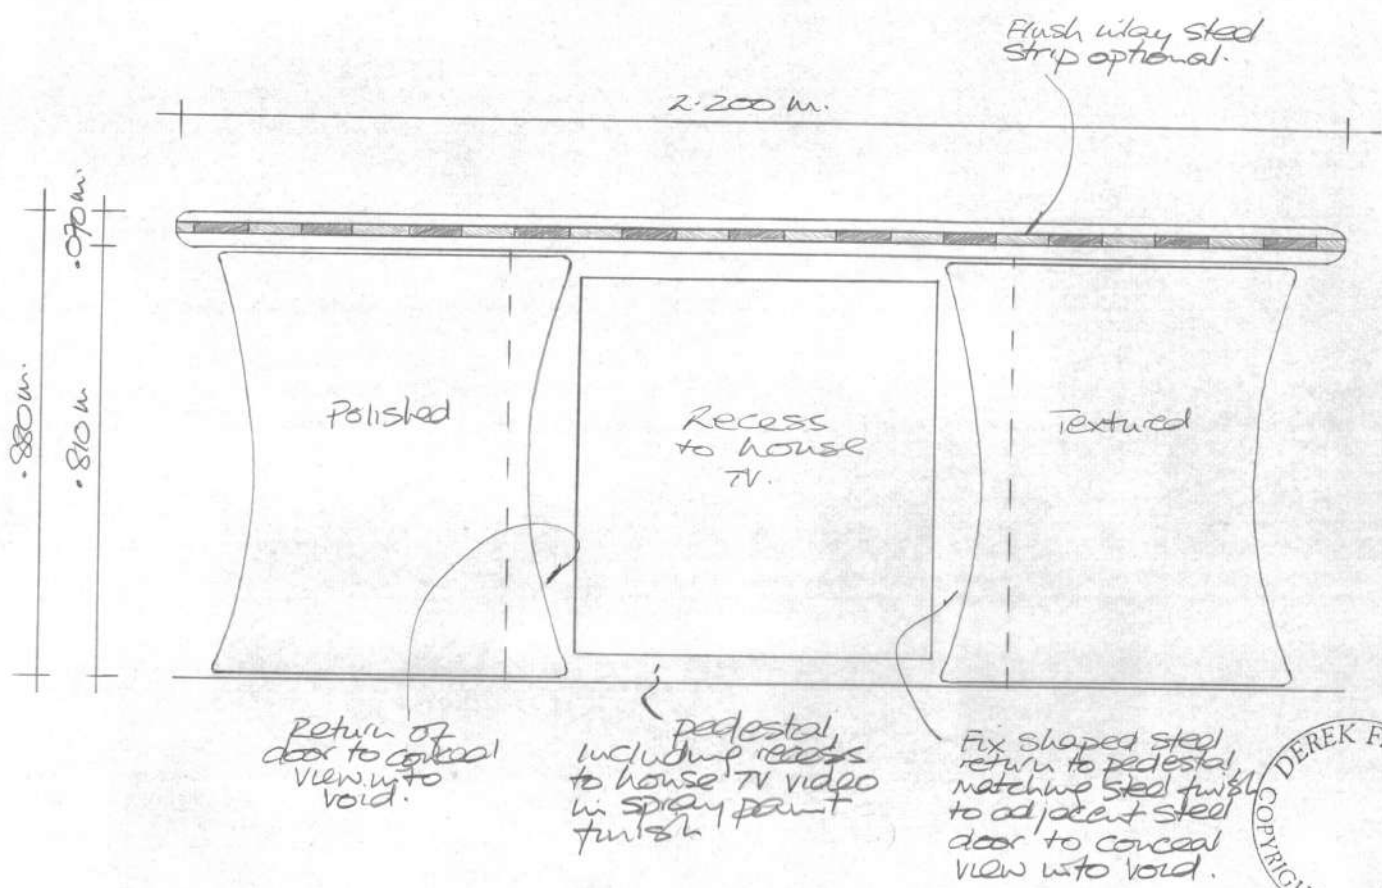 Flush inlay steel
strip optional.
2.200 m.
.070 m.
.880 m.
.810 m
Polished
Recess
to house
TV.
Textured
Return of
door to conceal
view into
void.
pedestal,
including recess
to house TV video
in spray paint
finish
Fix shaped steel
return to pedestal,
matching steel finish
to adjacent steel
door to conceal
view into void.
DEREK
COPYRIG